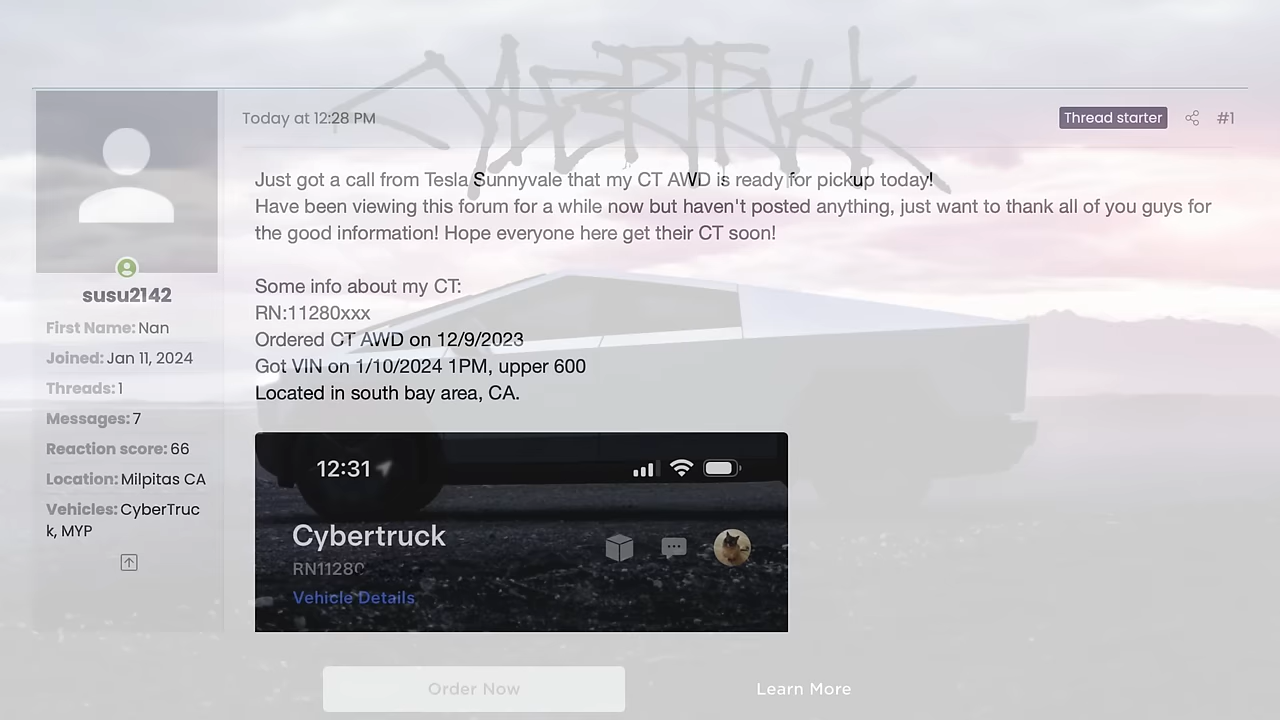 CYBERTRUCK
Today at 12:28 PM
Thread starter
#1
Just got a call from Tesla Sunnyvale that my CT AWD is ready for pickup today!
Have been viewing this forum for a while now but haven't posted anything, just want to thank all of you guys for
the good information! Hope everyone here get their CT soon!
Some info about my CT:
RN:11280xxx
Ordered CT AWD on 12/9/2023
Got VIN on 1/10/2024 1PM, upper 600
Located in south bay area, CA.
susu2142
First Name: Nan
Joined: Jan 11, 2024
Threads: 1
Messages: 7
Reaction score: 66
Location: Milpitas CA
Vehicles: CyberTruc
k, MYP
12:31
Cybertruck
RN11280
Vehicle Details
Order Now
Learn More